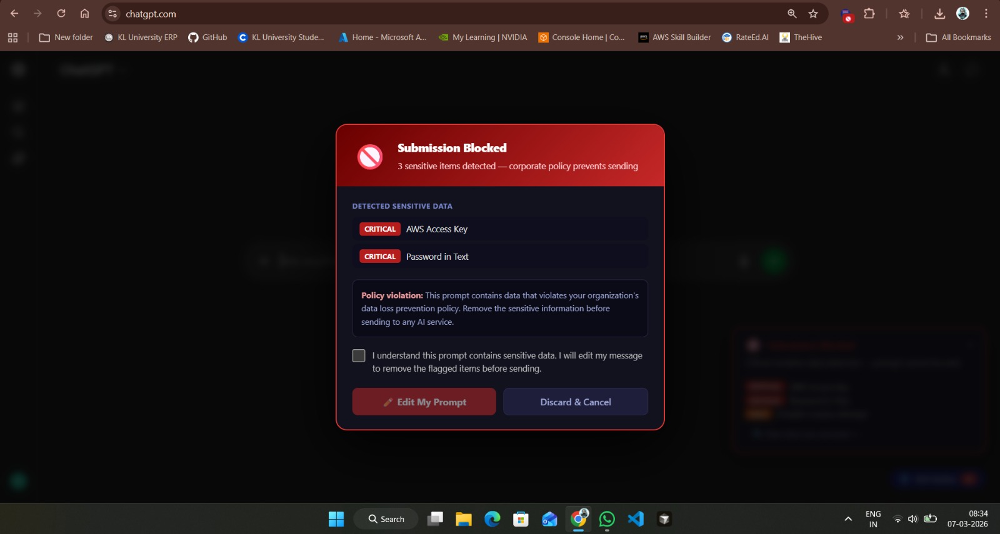 chatgpt.com
New folder
KL University ERP
GitHub
KL University Stude...
Home - Microsoft A...
My Learning | NVIDIA
Console Home | Co...
aws
AWS Skill Builder
RateEd.AI
TheHive
All Bookmarks
ChatGPT
Submission Blocked
3 sensitive items detected — corporate policy prevents sending
DETECTED SENSITIVE DATA
CRITICAL AWS Access Key
CRITICAL Password in Text
Policy violation: This prompt contains data that violates your organization's
data loss prevention policy. Remove the sensitive information before
sending to any AI service.
I understand this prompt contains sensitive data. I will edit my message
to remove the flagged items before sending.
Edit My Prompt
Discard & Cancel
Search
ENG
IN
08:34
07-03-2026